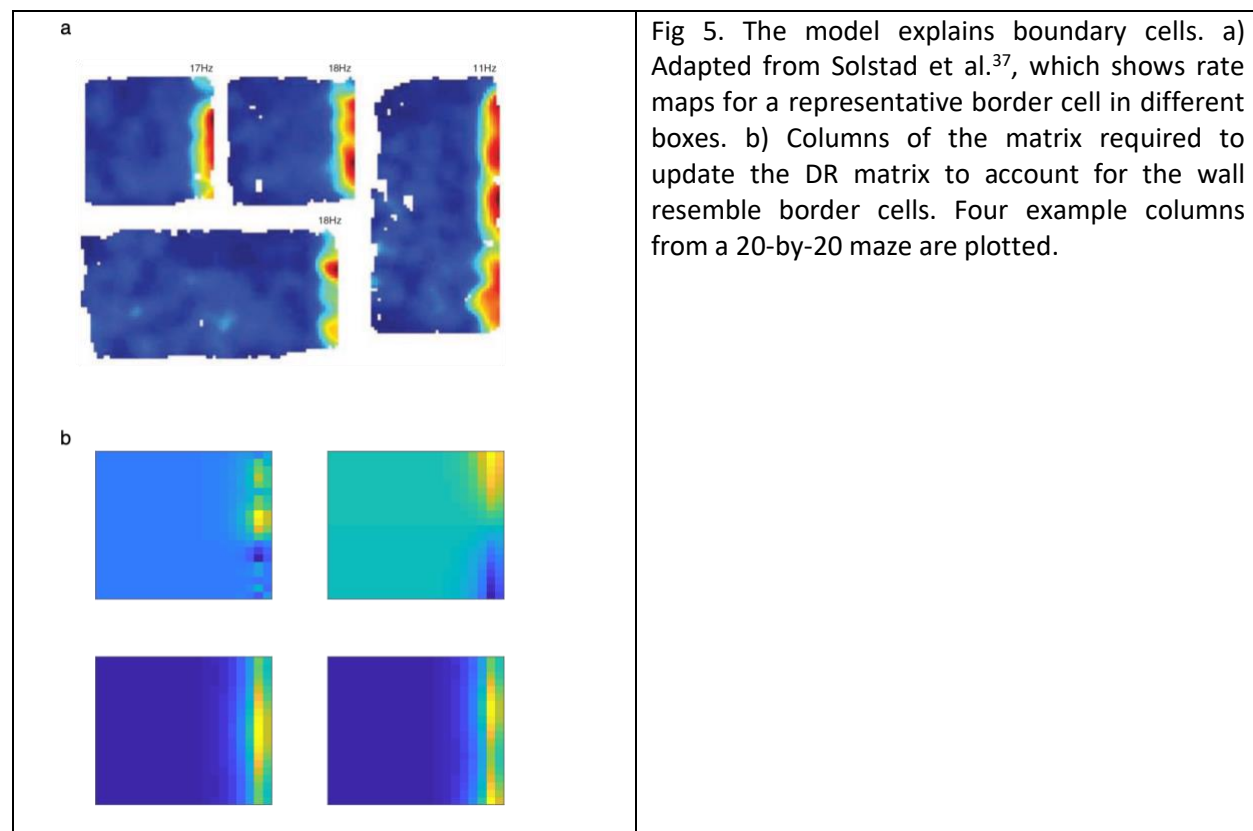 a
17Hz
18Hz
11Hz
18Hz
b
Fig 5. The model explains boundary cells. a)
Adapted from Solstad et al.³⁷, which shows rate
maps for a representative border cell in different
boxes. b) Columns of the matrix required to
update the DR matrix to account for the wall
resemble border cells. Four example columns
from a 20-by-20 maze are plotted.